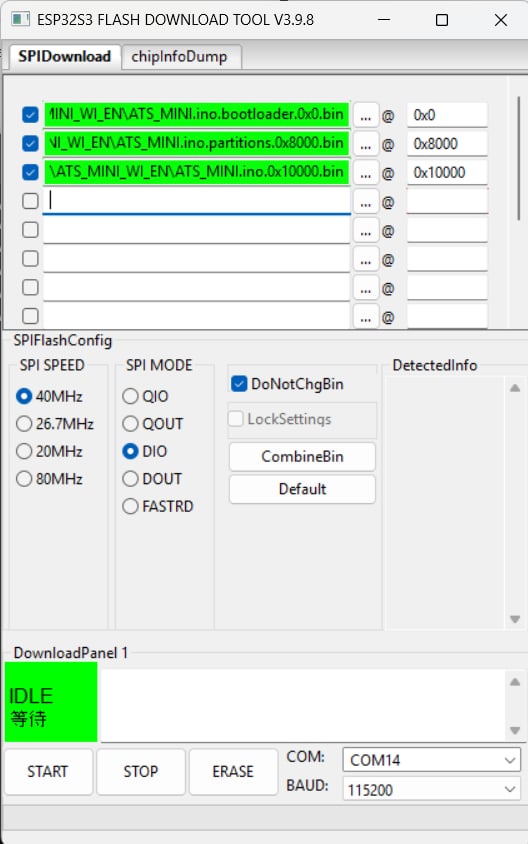 ESP32S3 FLASH DOWNLOAD TOOL V3.9.8
SPIDownload chipInfoDump
MINI_WI_EN\ATS_MINI.ino.bootloader.0x0.bin ... @ 0x0
NI_WI_EN\ATS_MINI.ino.partitions.0x8000.bin ... @ 0x8000
\ATS_MINI_WI_EN\ATS_MINI.ino.0x10000.bin ... @ 0x10000
... @
... @
... @
... @
... @
SPIFlashConfig
SPI SPEED
40MHz
26.7MHz
20MHz
80MHz
SPI MODE
QIO
QOUT
DIO
DOUT
FASTRD
DoNotChgBin
LockSettings
CombineBin
Default
DetectedInfo
DownloadPanel 1
IDLE
等待
START STOP ERASE
COM: COM14
BAUD: 115200